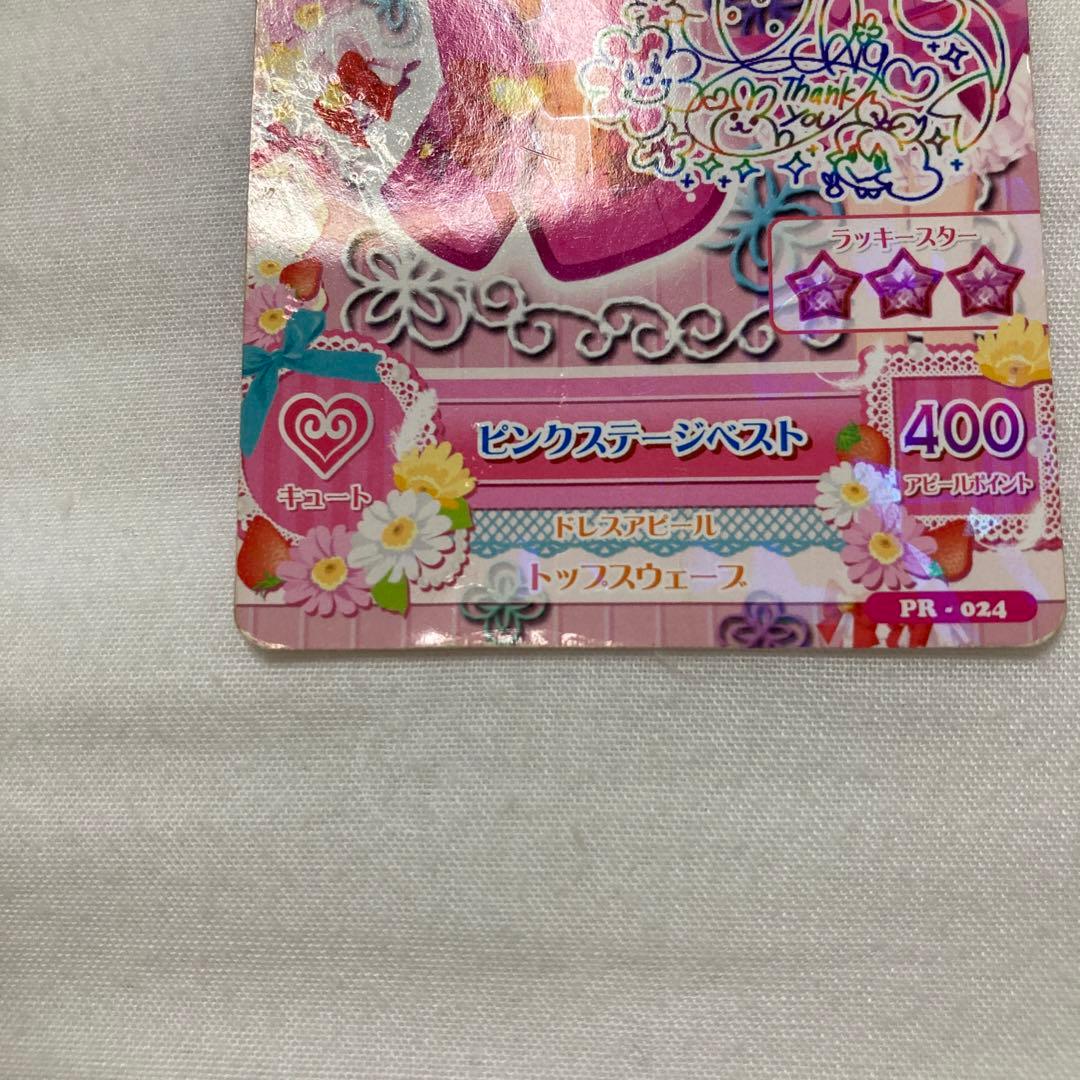 Thank
you
ラッキースター
ピンクステージベスト
400
アピールポイント
キュート
ドレスアピール
トップスウェーブ
PR - 024